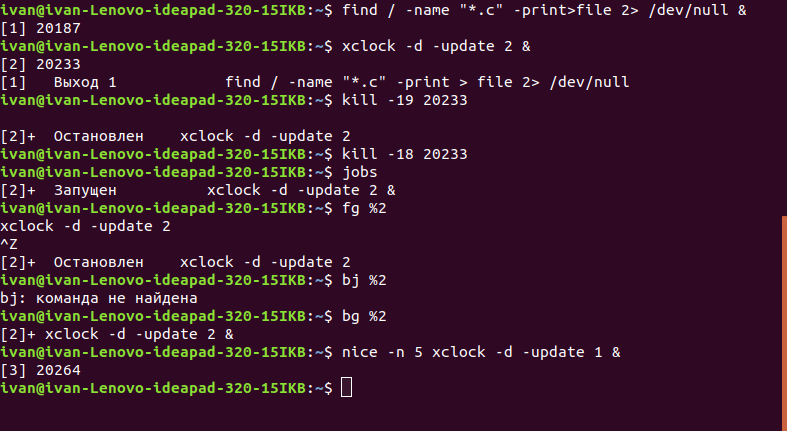 ivan@ivan-Lenovo-ideapad-320-15IKB:~$ find / -name "*.c" -print>file 2> /dev/null &
[1] 20187
ivan@ivan-Lenovo-ideapad-320-15IKB:~$ xclock -d -update 2 &
[2] 20233
[1]   Выход 1            find / -name "*.c" -print > file 2> /dev/null
ivan@ivan-Lenovo-ideapad-320-15IKB:~$ kill -19 20233

[2]+  Остановлен    xclock -d -update 2
ivan@ivan-Lenovo-ideapad-320-15IKB:~$ kill -18 20233
ivan@ivan-Lenovo-ideapad-320-15IKB:~$ jobs
[2]+  Запущен          xclock -d -update 2 &
ivan@ivan-Lenovo-ideapad-320-15IKB:~$ fg %2
xclock -d -update 2
^Z
[2]+  Остановлен    xclock -d -update 2
ivan@ivan-Lenovo-ideapad-320-15IKB:~$ bj %2
bj: команда не найдена
ivan@ivan-Lenovo-ideapad-320-15IKB:~$ bg %2
[2]+ xclock -d -update 2 &
ivan@ivan-Lenovo-ideapad-320-15IKB:~$ nice -n 5 xclock -d -update 1 &
[3] 20264
ivan@ivan-Lenovo-ideapad-320-15IKB:~$